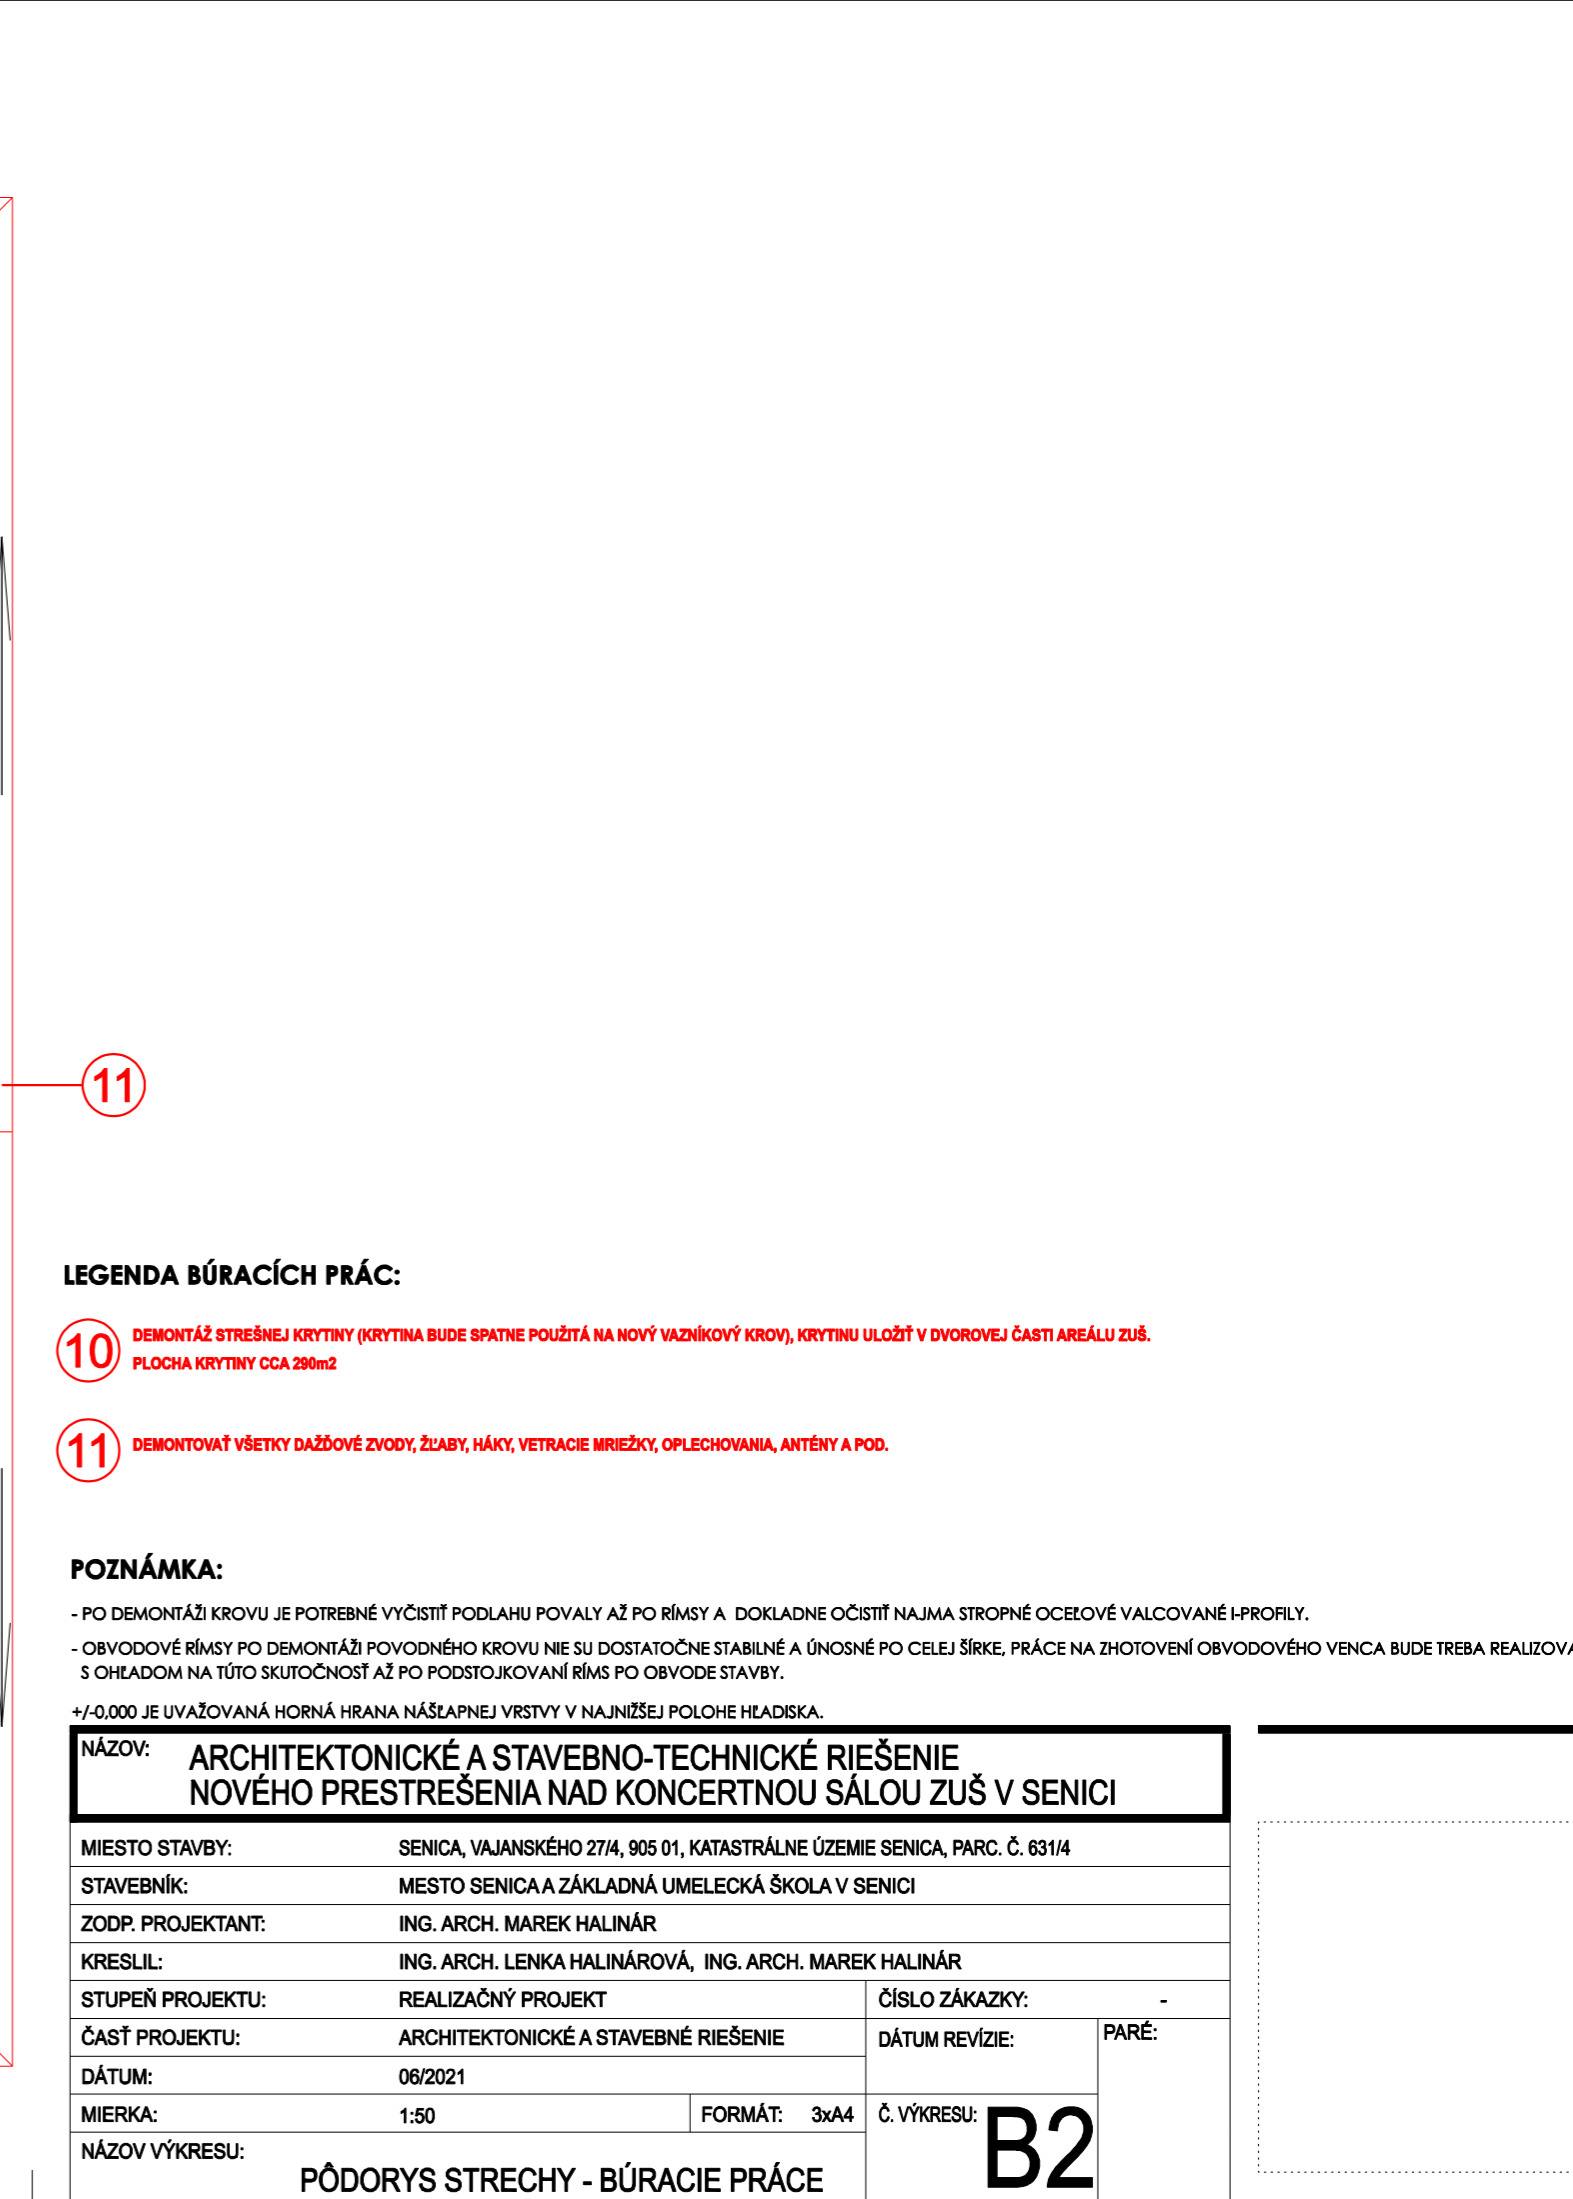 11
LEGENDA BÚRACÍCH PRÁC:
10 DEMONTÁŽ STREŠNEJ KRYTINY (KRYTINA BUDE SPATNE POUŽITÁ NA NOVÝ VAZNÍKOVÝ KROV), KRYTINU ULOŽIŤ V DVOROVEJ ČASTI AREÁLU ZUŠ.
PLOCHA KRYTINY CCA 290m2
11 DEMONTOVAŤ VŠETKY DAŽĎOVÉ ZVODY, ŽĽABY, HÁKY, VETRACIE MRIEŽKY, OPLECHOVANIA, ANTÉNY A POD.
POZNÁMKA:
- PO DEMONTÁŽI KROVU JE POTREBNÉ VYČISTIŤ PODLAHU POVALY AŽ PO RÍMSY A DOKLADNE OČISTIŤ NAJMA STROPNÉ OCEĽOVÉ VALCOVANÉ I-PROFILY.
- OBVODOVÉ RÍMSY PO DEMONTÁŽI POVODNÉHO KROVU NIE SU DOSTATOČNE STABILNÉ A ÚNOSNÉ PO CELEJ ŠÍRKE, PRÁCE NA ZHOTOVENÍ OBVODOVÉHO VENCA BUDE TREBA
S OHĽADOM NA TÚTO SKUTOČNOSŤ AŽ PO PODSTOJKOVANÍ RÍMS PO OBVODE STAVBY.
+/-0,000 JE UVAŽOVANÁ HORNÁ HRANA NÁŠĽAPNEJ VRSTVY V NAJNIŽŠEJ POLOHE HĽADISKA.
NÁZOV: ARCHITEKTONICKÉ A STAVEBNO-TECHNICKÉ RIEŠENIE
NOVÉHO PRESTREŠENIA NAD KONCERTNOU SÁLOU ZUŠ V SENICI
MIESTO STAVBY: SENICA, VAJANSKÉHO 27/4, 905 01, KATASTRÁLNE ÚZEMIE SENICA, PARC. Č. 631/4
STAVEBNÍK: MESTO SENICA A ZÁKLADNÁ UMELECKÁ ŠKOLA V SENICI
ZODP. PROJEKTANT: ING. ARCH. MAREK HALINÁR
KRESLIL: ING. ARCH. LENKA HALINÁROVÁ, ING. ARCH. MAREK HALINÁR
STUPEŇ PROJEKTU: REALIZAČNÝ PROJEKT ČÍSLO ZÁKAZKY: -
ČASŤ PROJEKTU: ARCHITEKTONICKÉ A STAVEBNÉ RIEŠENIE DÁTUM REVÍZIE: PARÉ:
DÁTUM: 06/2021
MIERKA: 1:50 FORMÁT: 3xA4 Č. VÝKRESU: B2
NÁZOV VÝKRESU:
PÔDORYS STRECHY - BÚRACIE PRÁCE